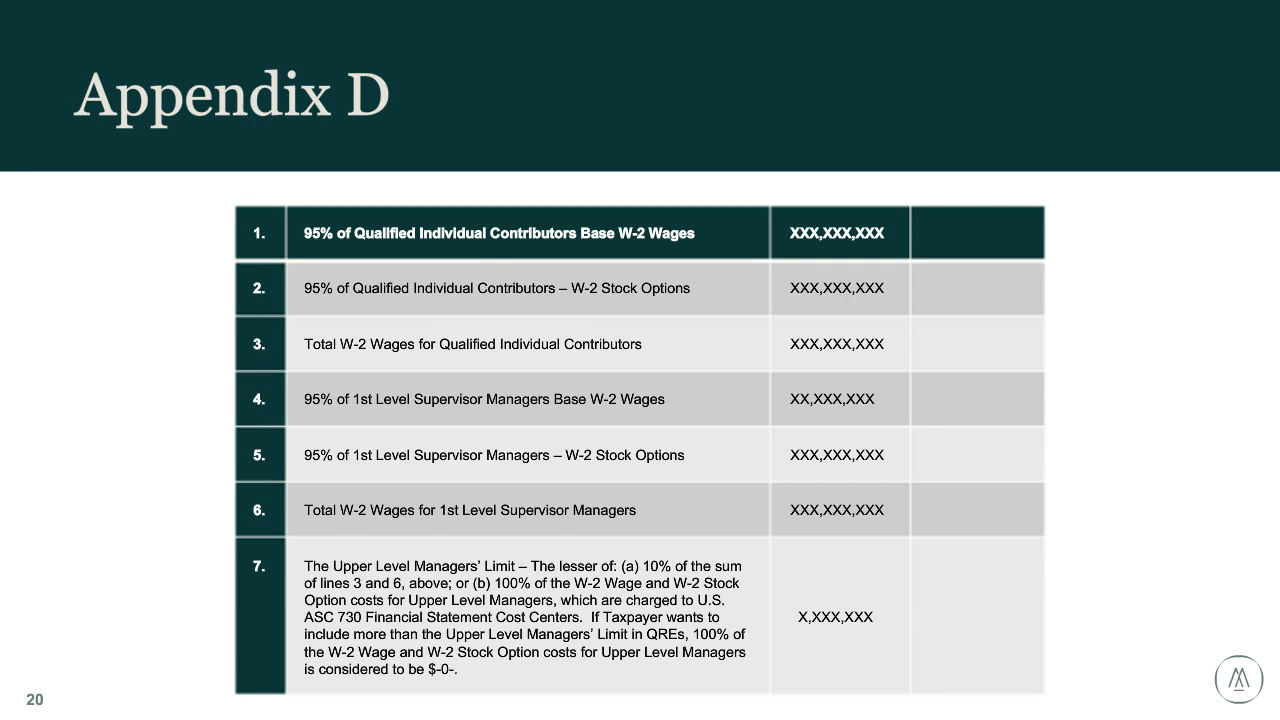 Appendix D
1. 95% of Qualified Individual Contributors Base W-2 Wages XXX,XXX,XXX
2. 95% of Qualified Individual Contributors – W-2 Stock Options XXX,XXX,XXX
3. Total W-2 Wages for Qualified Individual Contributors XXX,XXX,XXX
4. 95% of 1st Level Supervisor Managers Base W-2 Wages XX,XXX,XXX
5. 95% of 1st Level Supervisor Managers – W-2 Stock Options XXX,XXX,XXX
6. Total W-2 Wages for 1st Level Supervisor Managers XXX,XXX,XXX
7. The Upper Level Managers’ Limit – The lesser of: (a) 10% of the sum
of lines 3 and 6, above; or (b) 100% of the W-2 Wage and W-2 Stock
Option costs for Upper Level Managers, which are charged to U.S.
ASC 730 Financial Statement Cost Centers.  If Taxpayer wants to
include more than the Upper Level Managers’ Limit in QREs, 100% of
the W-2 Wage and W-2 Stock Option costs for Upper Level Managers
is considered to be $-0-.
X,XXX,XXX
20